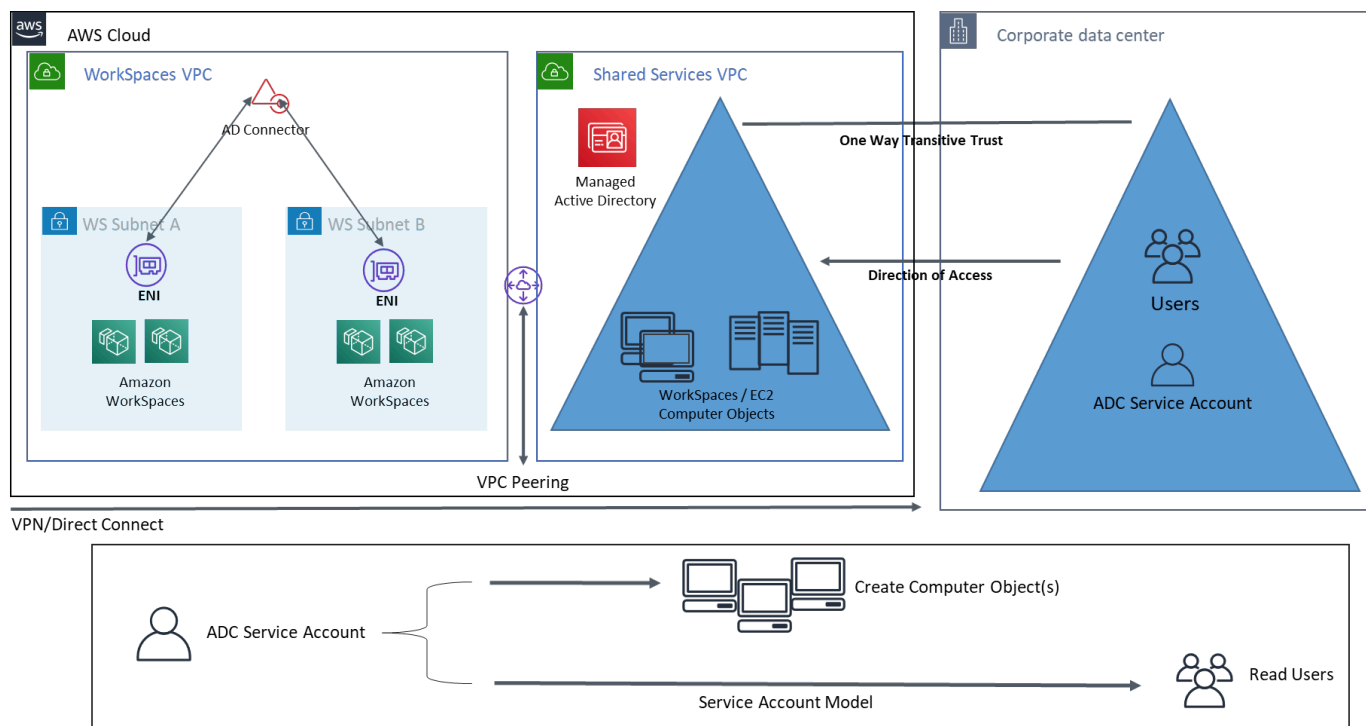 aws
AWS Cloud
WorkSpaces VPC
AD Connector
WS Subnet A
ENI
Amazon
WorkSpaces
WS Subnet B
ENI
Amazon
WorkSpaces
Shared Services VPC
Managed
Active Directory
WorkSpaces / EC2
Computer Objects
VPC Peering
One Way Transitive Trust
Direction of Access
Corporate data center
Users
ADC Service Account
VPN/Direct Connect
ADC Service Account
Create Computer Object(s)
Read Users
Service Account Model